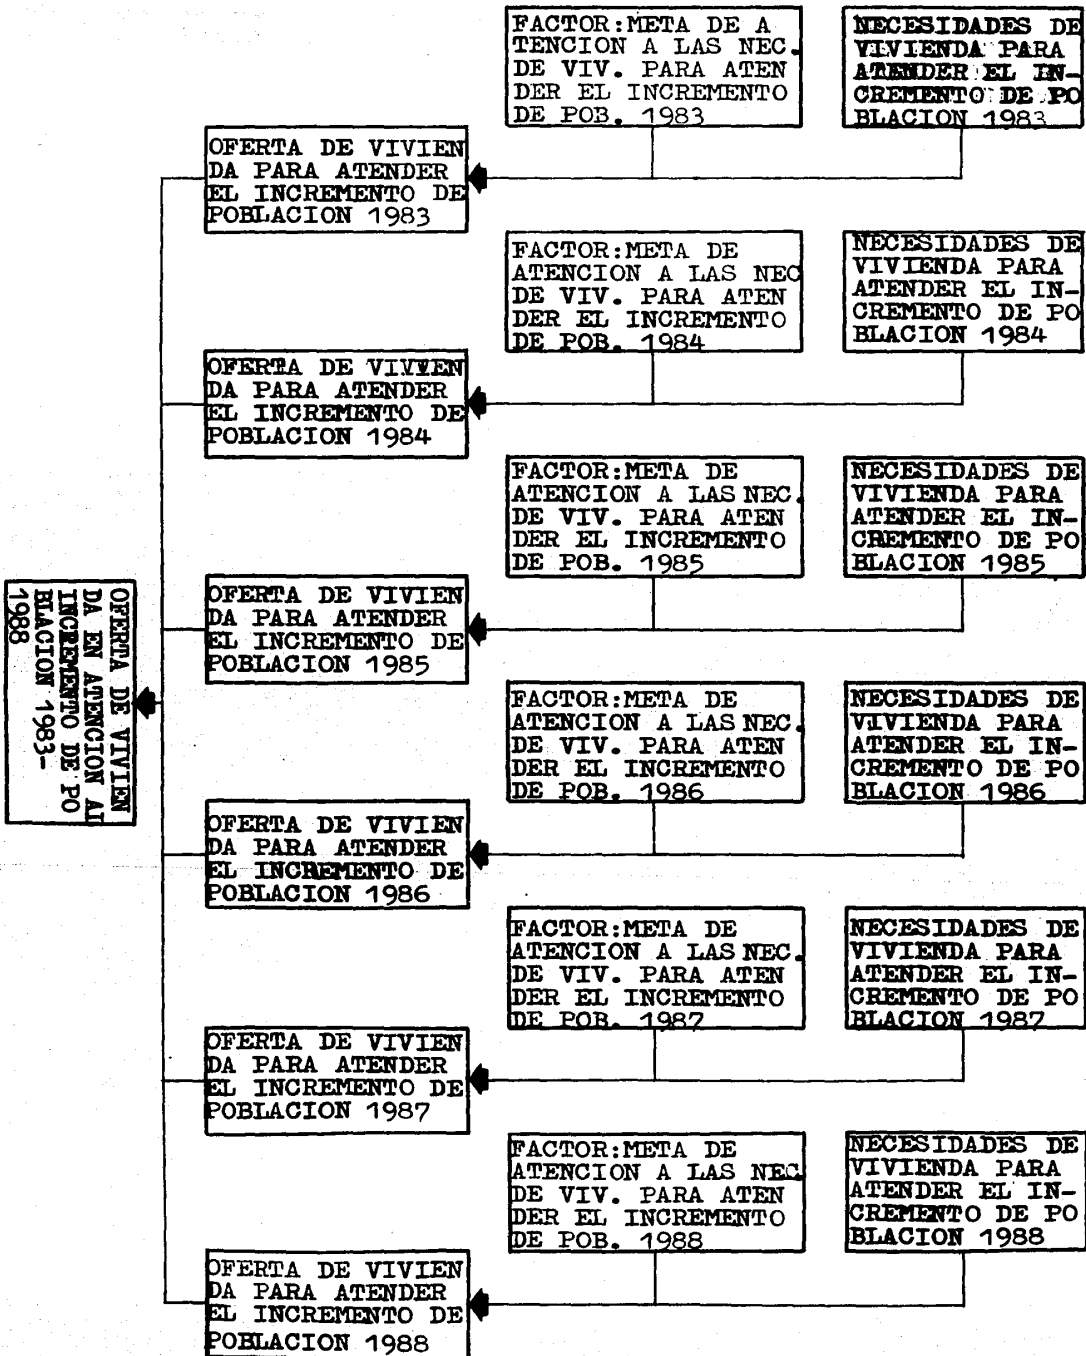 FACTOR:META DE A
TENCION A LAS NEC.
DE VIV. PARA ATEN
DER EL INCREMENTO
DE POB. 1983
NECESIDADES DE
VIVIENDA PARA
ATENDER EL IN-
CREMENTO DE PO
BLACION 1983
OFERTA DE VIVIEN
DA PARA ATENDER
EL INCREMENTO DE
POBLACION 1983
FACTOR:META DE
ATENCION A LAS NEC
DE VIV. PARA ATEN
DER EL INCREMENTO
DE POB. 1984
NECESIDADES DE
VIVIENDA PARA
ATENDER EL IN-
CREMENTO DE PO
BLACION 1984
OFERTA DE VIVIEN
DA PARA ATENDER
EL INCREMENTO DE
POBLACION 1984
FACTOR:META DE
ATENCION A LAS NEC.
DE VIV. PARA ATEN
DER EL INCREMENTO
DE POB. 1985
NECESIDADES DE
VIVIENDA PARA
ATENDER EL IN-
CREMENTO DE PO
BLACION 1985
OFERTA DE VIVIEN
DA PARA ATENDER
EL INCREMENTO DE
POBLACION 1985
OFERTA DE VIVIEN
DA EN ATENCION AL
INCREMENTO DE PO
BLACION 1983-
1988
FACTOR:META DE
ATENCION A LAS NEC.
DE VIV. PARA ATEN
DER EL INCREMENTO
DE POB. 1986
NECESIDADES DE
VIVIENDA PARA
ATENDER EL IN-
CREMENTO DE PO
BLACION 1986
OFERTA DE VIVIEN
DA PARA ATENDER
EL INCREMENTO DE
POBLACION 1986
FACTOR:META DE
ATENCION A LAS NEC.
DE VIV. PARA ATEN
DER EL INCREMENTO
DE POB. 1987
NECESIDADES DE
VIVIENDA PARA
ATENDER EL IN-
CREMENTO DE PO
BLACION 1987
OFERTA DE VIVIEN
DA PARA ATENDER
EL INCREMENTO DE
POBLACION 1987
FACTOR:META DE
ATENCION A LAS NEC.
DE VIV. PARA ATEN
DER EL INCREMENTO
DE POB. 1988
NECESIDADES DE
VIVIENDA PARA
ATENDER EL IN-
CREMENTO DE PO
BLACION 1988
OFERTA DE VIVIEN
DA PARA ATENDER
EL INCREMENTO DE
POBLACION 1988